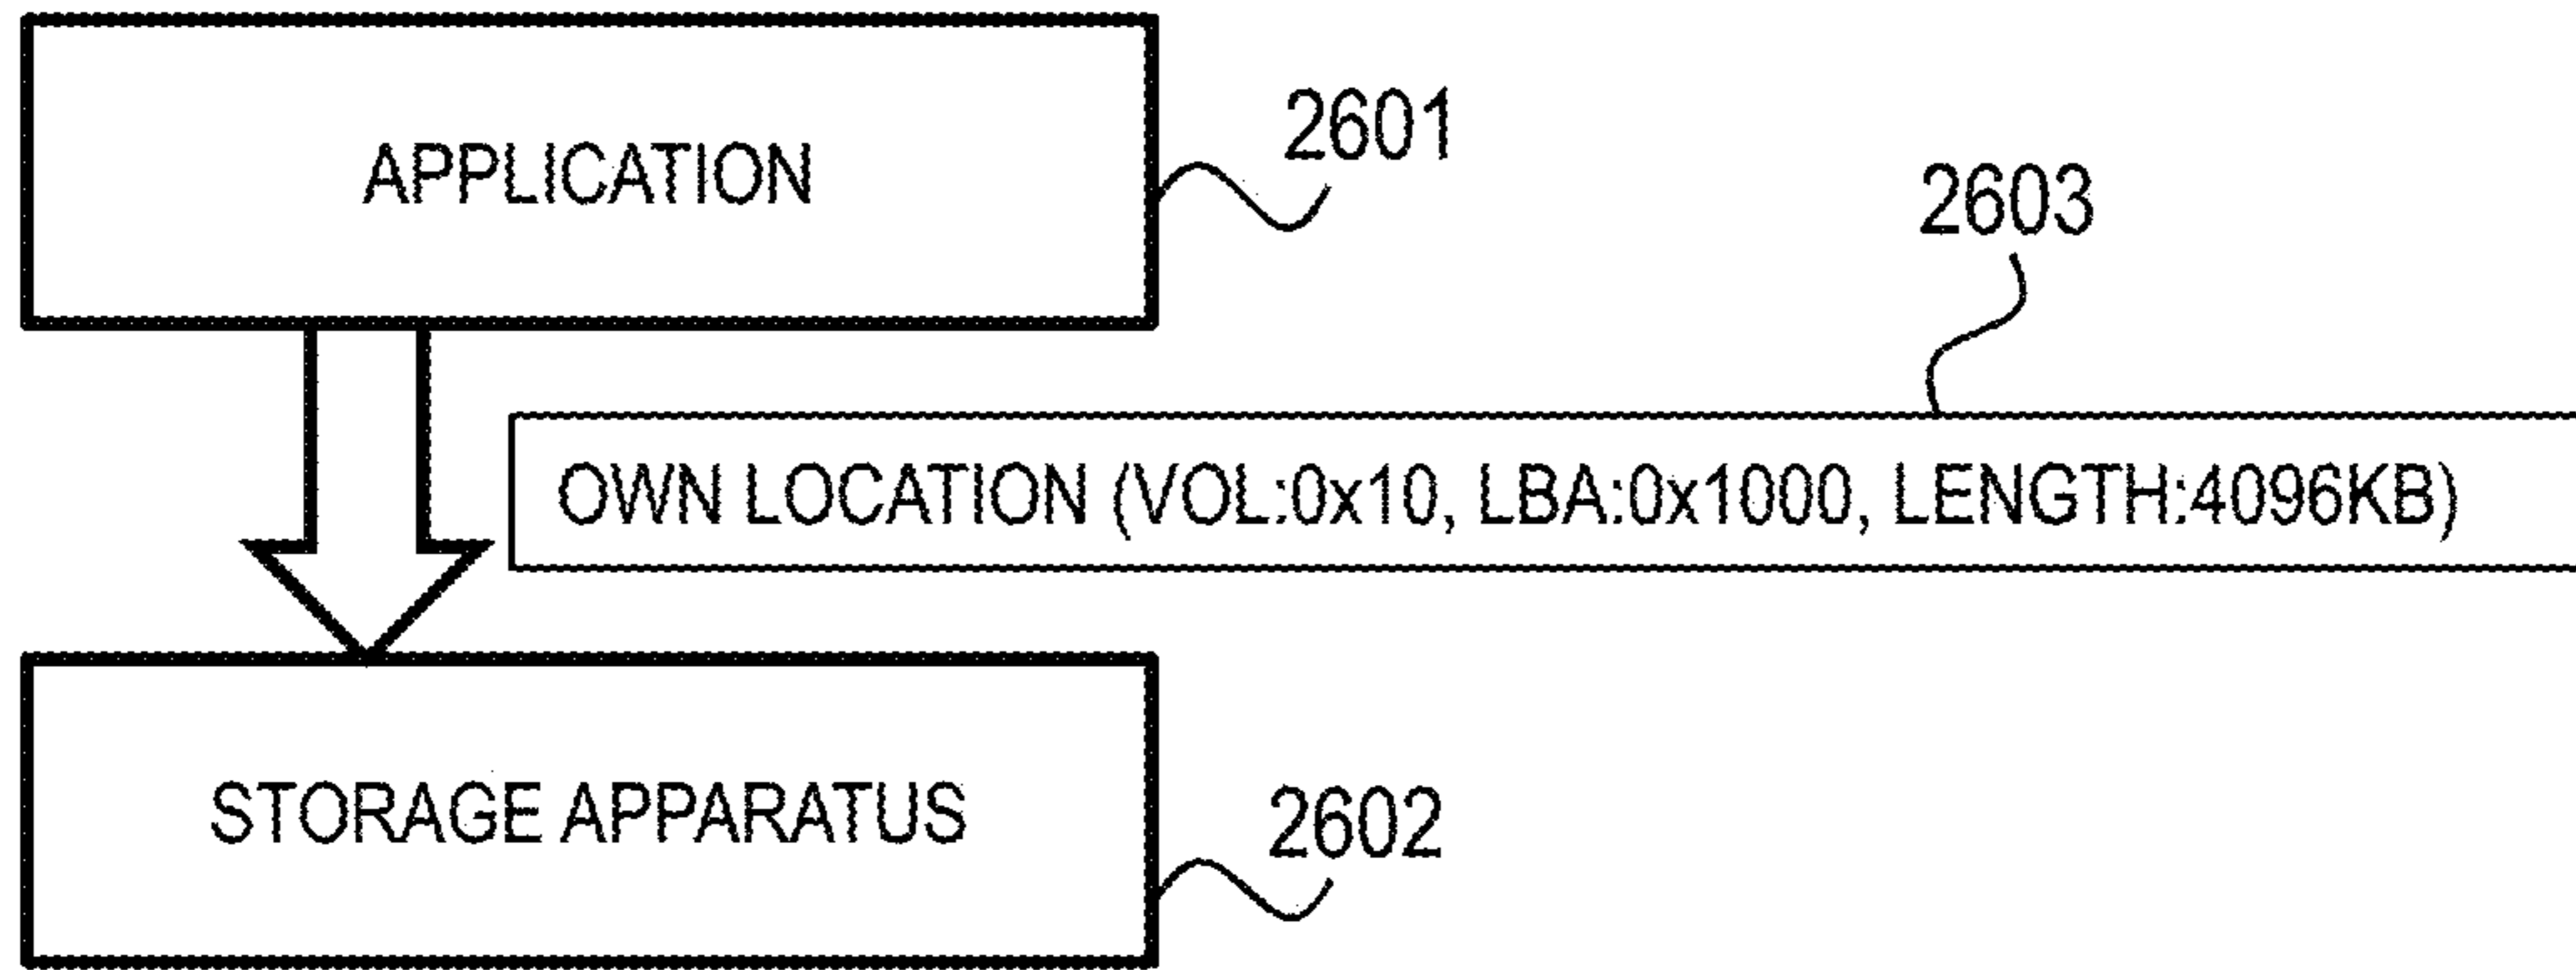 APPLICATION
2601
2603
OWN LOCATION (VOL:0x10, LBA:0x1000, LENGTH:4096KB)
STORAGE APPARATUS
2602